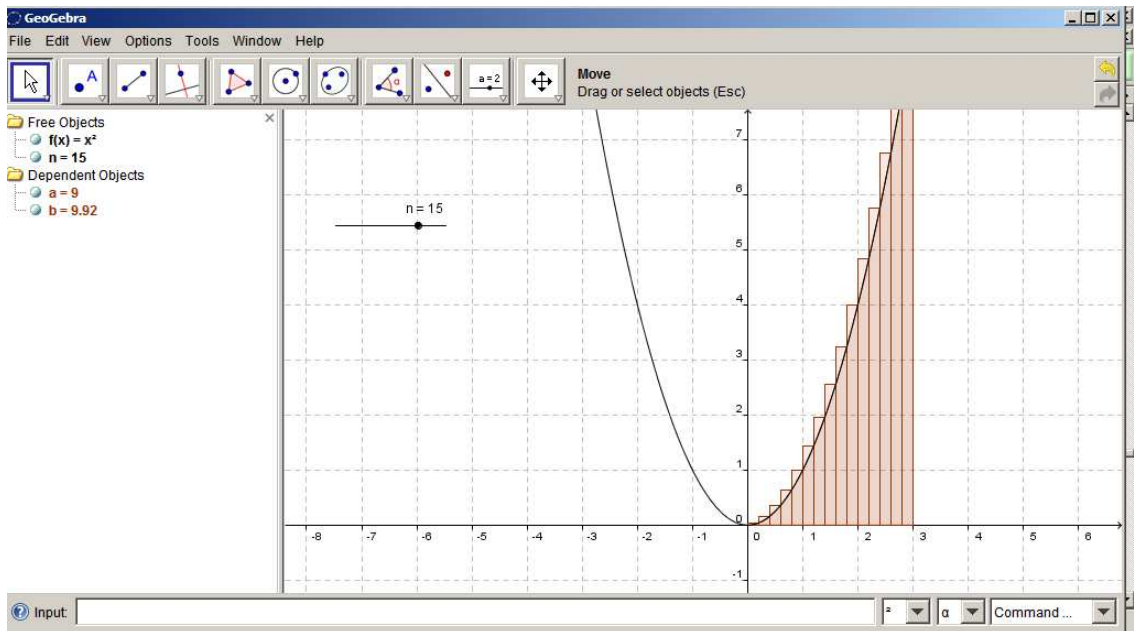 GeoGebra
File Edit View Options Tools Window Help
A
α
a = 2
Move
Drag or select objects (Esc)
Free Objects
f(x) = x²
n = 15
Dependent Objects
a = 9
b = 9.92
n = 15
7
6
5
4
3
2
1
0
-8 -7 -6 -5 -4 -3 -2 -1 0 1 2 3 4 5 6
-1
Input:
² α Command ...